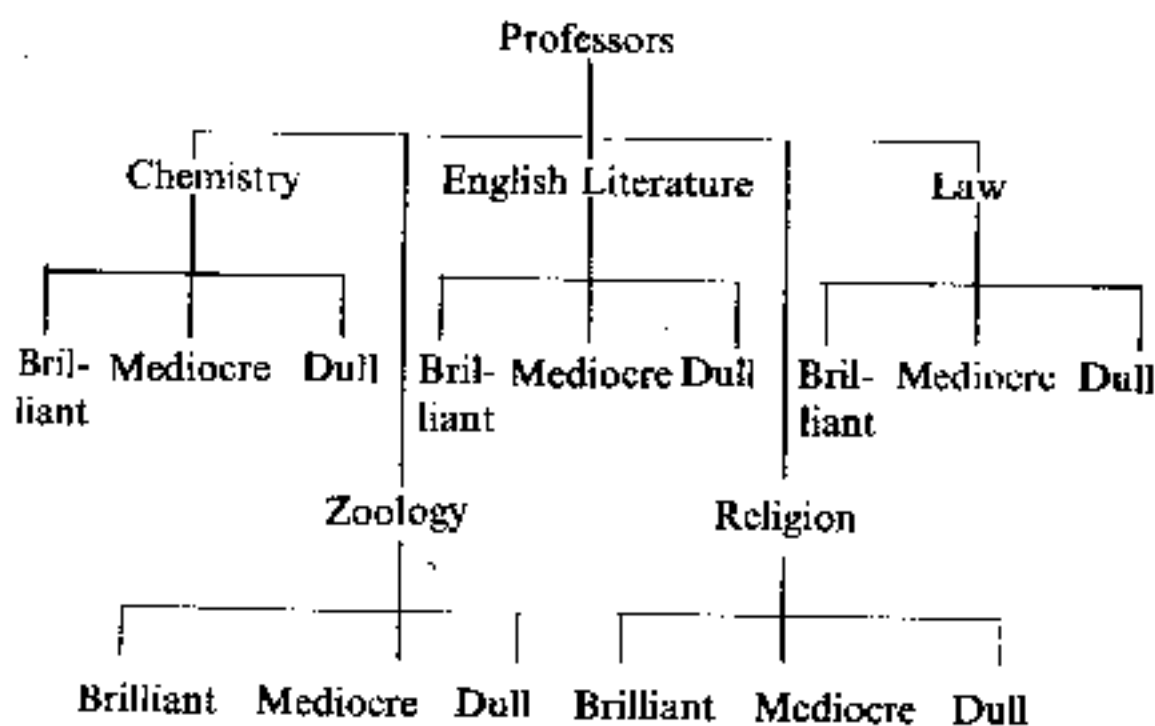 Professors
Chemistry English Literature Law
Bril- Mediocre Dull Bril- Mediocre Dull Bril- Mediocre Dull
liant liant liant
Zoology Religion
Brilliant Mediocre Dull Brilliant Mediocre Dull